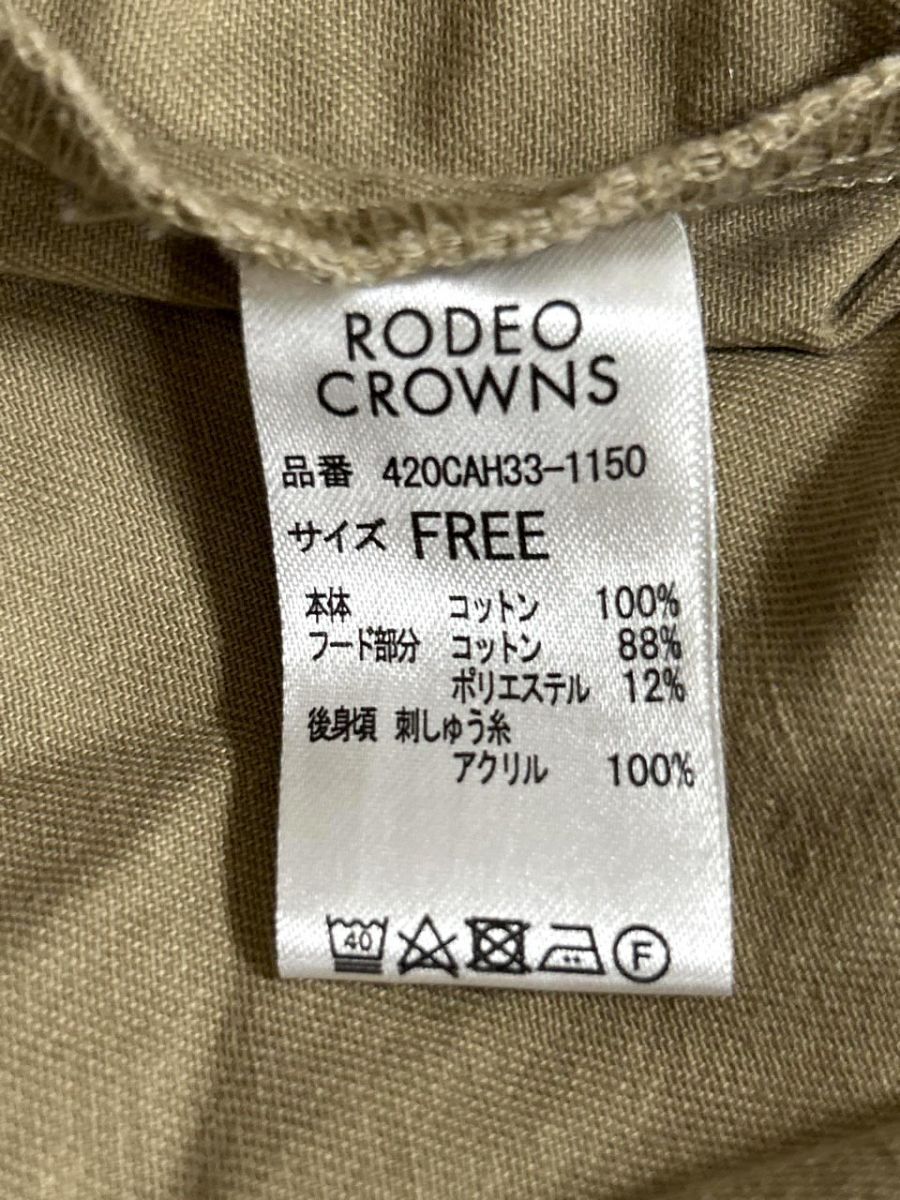 RODEO
CROWNS
品番 420CAH33-1150
サイズ FREE
本体 コットン 100%
フード部分 コットン 88%
ポリエステル 12%
後身頃 刺しゅう糸
アクリル 100%
40 F